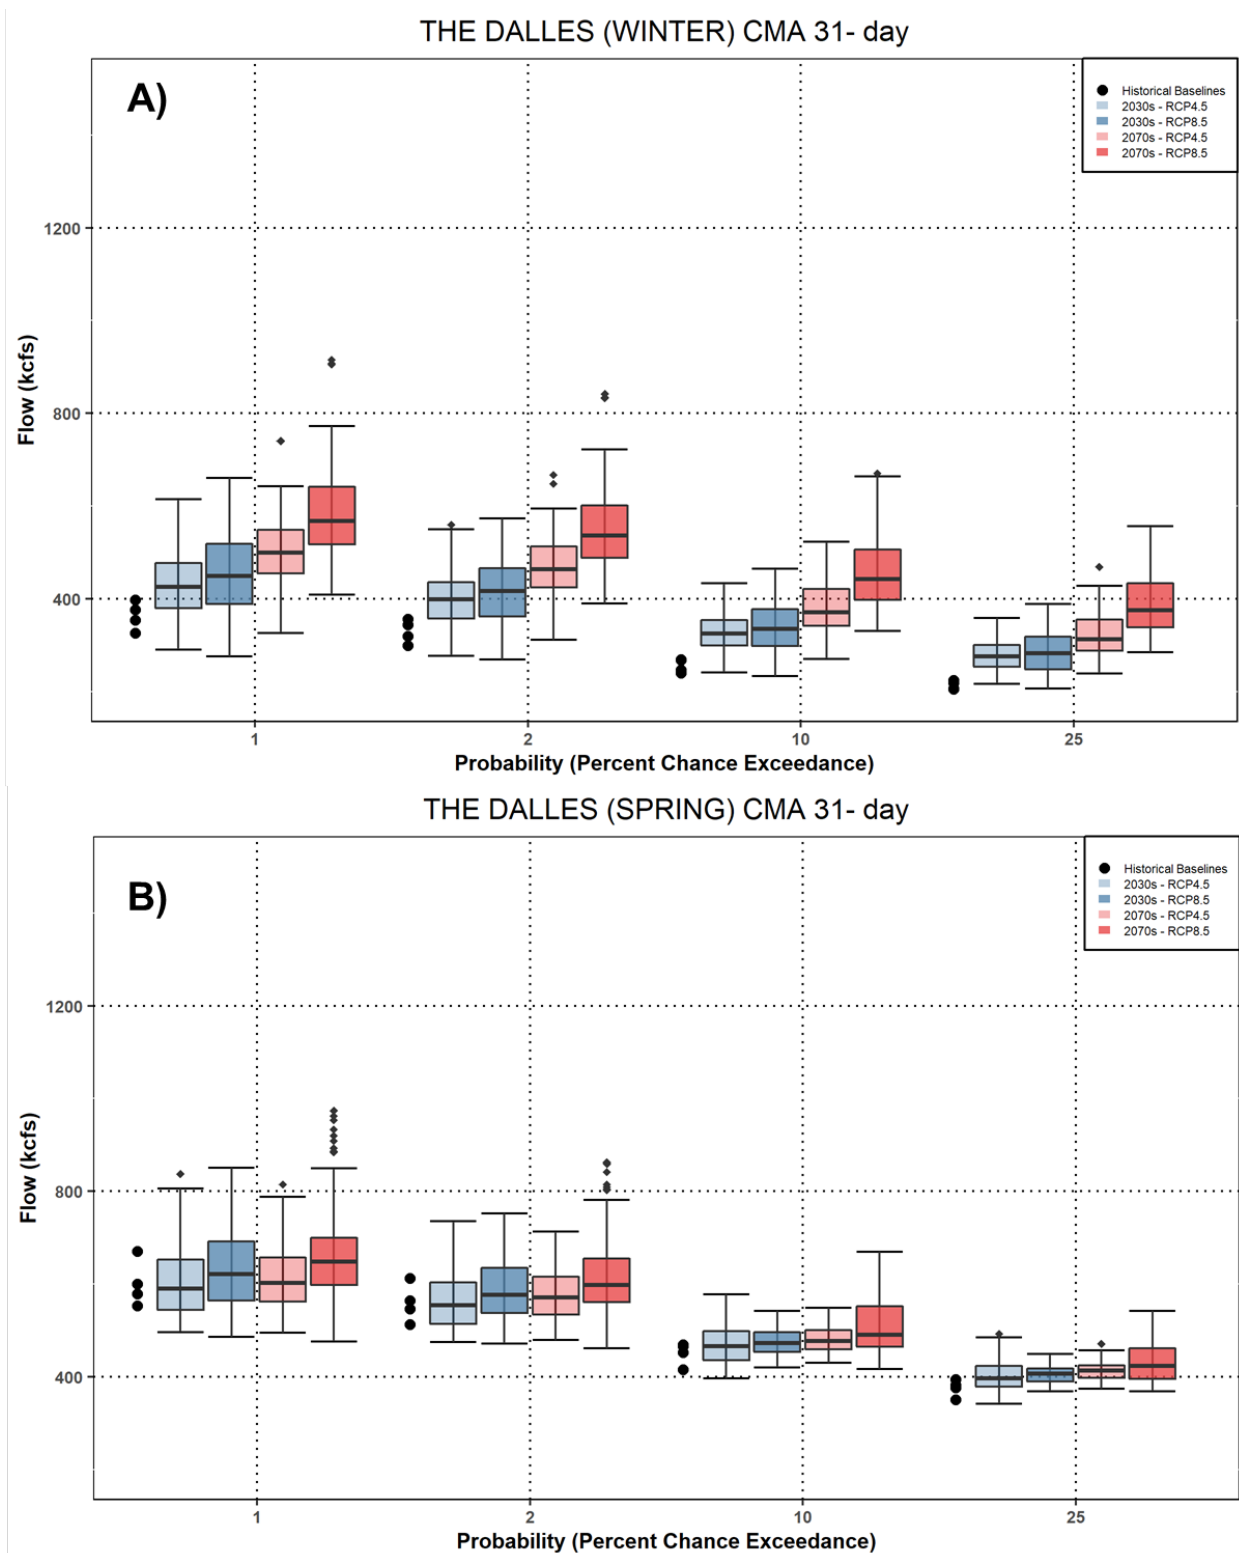 THE DALLES (WINTER) CMA 31- day
A)
Historical Baselines
2030s - RCP4.5
2030s - RCP8.5
2070s - RCP4.5
2070s - RCP8.5
1200
800
400
Flow (kcfs)
1 2 10 25
Probability (Percent Chance Exceedance)
THE DALLES (SPRING) CMA 31- day
B)
Historical Baselines
2030s - RCP4.5
2030s - RCP8.5
2070s - RCP4.5
2070s - RCP8.5
1200
800
400
Flow (kcfs)
1 2 10 25
Probability (Percent Chance Exceedance)